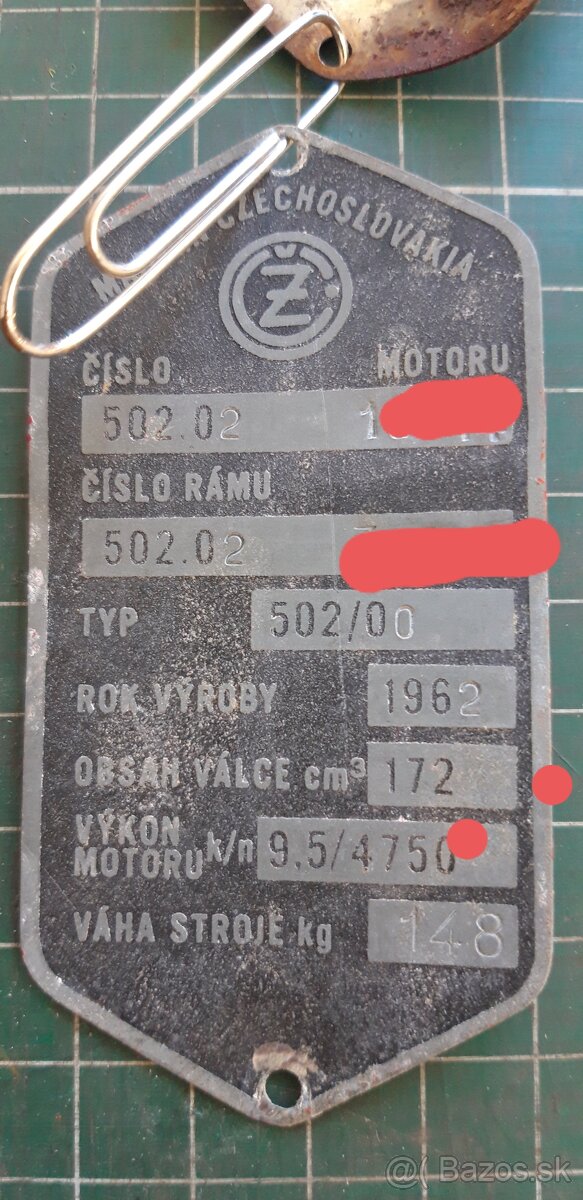 CZECHOSLOVAKIA
ČZ
ČÍSLO MOTORU
502.02
ČÍSLO RÁMU
502.02
TYP 502/00
ROK VÝROBY 1962
OBSAH VÁLCE cm³ 172
VÝKON
MOTORU k/n 9.5/4750
VÁHA STROJE kg 148
@( Bazos.sk